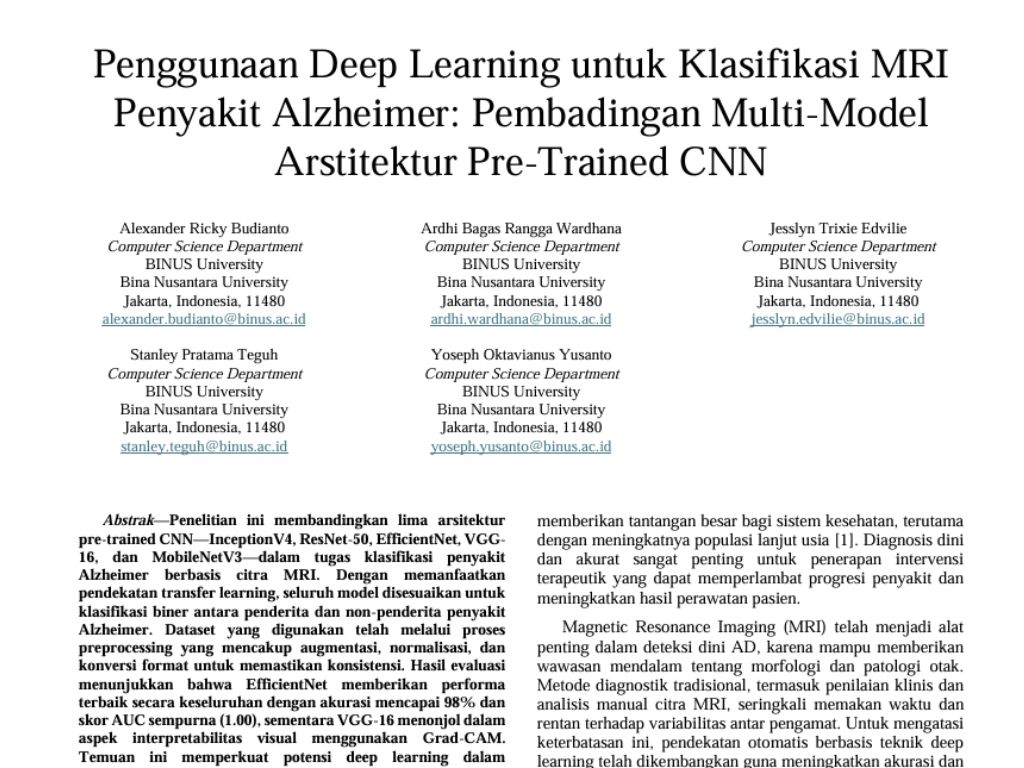 Penggunaan Deep Learning untuk Klasifikasi MRI
Penyakit Alzheimer: Pembadingan Multi-Model
Arstitektur Pre-Trained CNN
Alexander Ricky Budianto
Computer Science Department
BINUS University
Bina Nusantara University
Jakarta, Indonesia, 11480
alexander.budianto@binus.ac.id
Ardhi Bagas Rangga Wardhana
Computer Science Department
BINUS University
Bina Nusantara University
Jakarta, Indonesia, 11480
ardhi.wardhana@binus.ac.id
Jesslyn Trixie Edvilie
Computer Science Department
BINUS University
Bina Nusantara University
Jakarta, Indonesia, 11480
jesslyn.edvilie@binus.ac.id
Stanley Pratama Teguh
Computer Science Department
BINUS University
Bina Nusantara University
Jakarta, Indonesia, 11480
stanley.teguh@binus.ac.id
Yoseph Oktavianus Yusanto
Computer Science Department
BINUS University
Bina Nusantara University
Jakarta, Indonesia, 11480
yoseph.yusanto@binus.ac.id
Abstrak—Penelitian ini membandingkan lima arsitektur
pre-trained CNN—InceptionV4, ResNet-50, EfficientNet, VGG-
16, dan MobileNetV3—dalam tugas klasifikasi penyakit
Alzheimer berbasis citra MRI. Dengan memanfaatkan
pendekatan transfer learning, seluruh model disesuaikan untuk
klasifikasi biner antara penderita dan non-penderita penyakit
Alzheimer. Dataset yang digunakan telah melalui proses
preprocessing yang mencakup augmentasi, normalisasi, dan
konversi format untuk memastikan konsistensi. Hasil evaluasi
menunjukkan bahwa EfficientNet memberikan performa
terbaik secara keseluruhan dengan akurasi mencapai 98% dan
skor AUC sempurna (1.00), sementara VGG-16 menonjol dalam
aspek interpretabilitas visual menggunakan Grad-CAM.
Temuan ini memperkuat potensi deep learning dalam
memberikan tantangan besar bagi sistem kesehatan, terutama
dengan meningkatnya populasi lanjut usia [1]. Diagnosis dini
dan akurat sangat penting untuk penerapan intervensi
terapeutik yang dapat memperlambat progresi penyakit dan
meningkatkan hasil perawatan pasien.
Magnetic Resonance Imaging (MRI) telah menjadi alat
penting dalam deteksi dini AD, karena mampu memberikan
wawasan mendalam tentang morfologi dan patologi otak.
Metode diagnostik tradisional, termasuk penilaian klinis dan
analisis manual citra MRI, seringkali memakan waktu dan
rentan terhadap variabilitas antar pengamat. Untuk mengatasi
keterbatasan ini, pendekatan otomatis berbasis teknik deep
learning telah dikembangkan guna meningkatkan akurasi dan